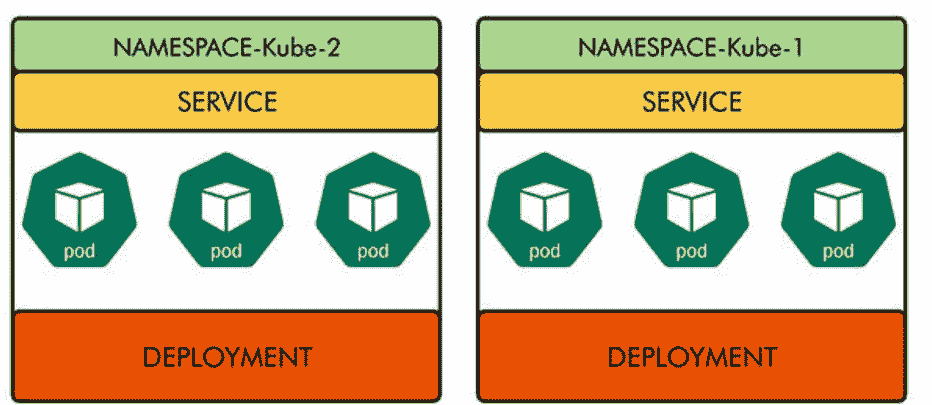 NAMESPACE-Kube-2
SERVICE
pod pod pod
DEPLOYMENT
NAMESPACE-Kube-1
SERVICE
pod pod pod
DEPLOYMENT